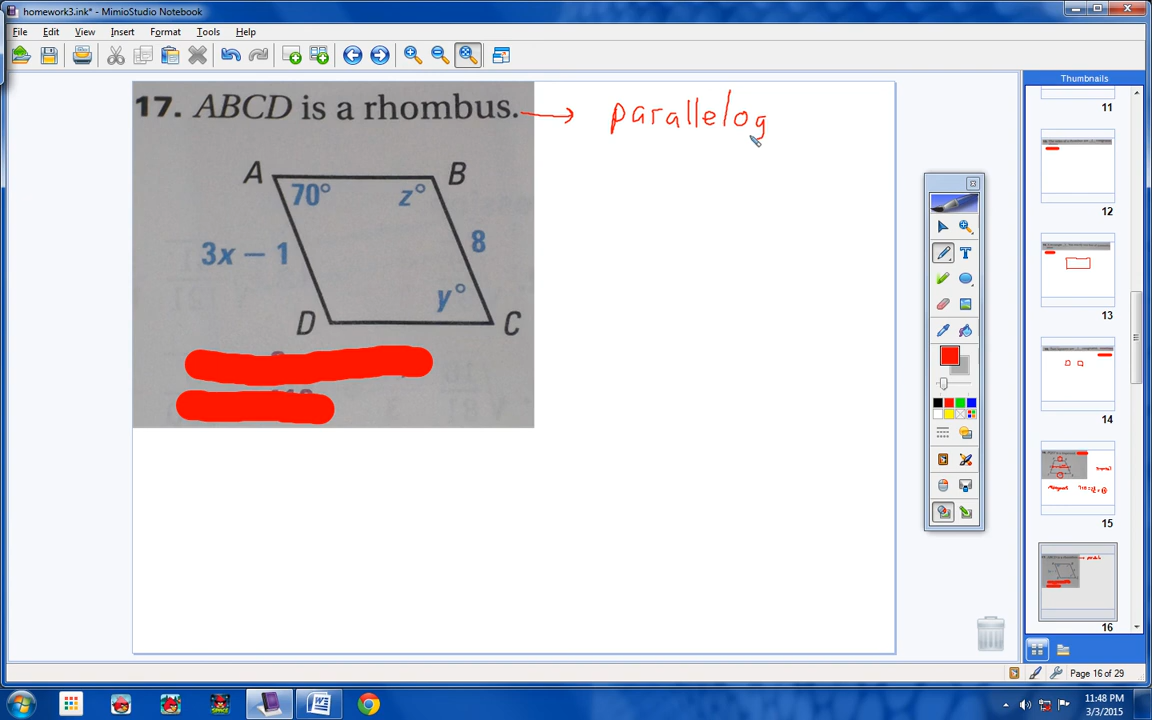 homework3.ink* - MimioStudio Notebook
File Edit View Insert Format Tools Help
17. ABCD is a rhombus. → parallelog
A B
70° z°
3x − 1 8
y°
D C
Thumbnails
11
12
13
14
15
16
Page 16 of 29
11:48 PM
3/3/2015